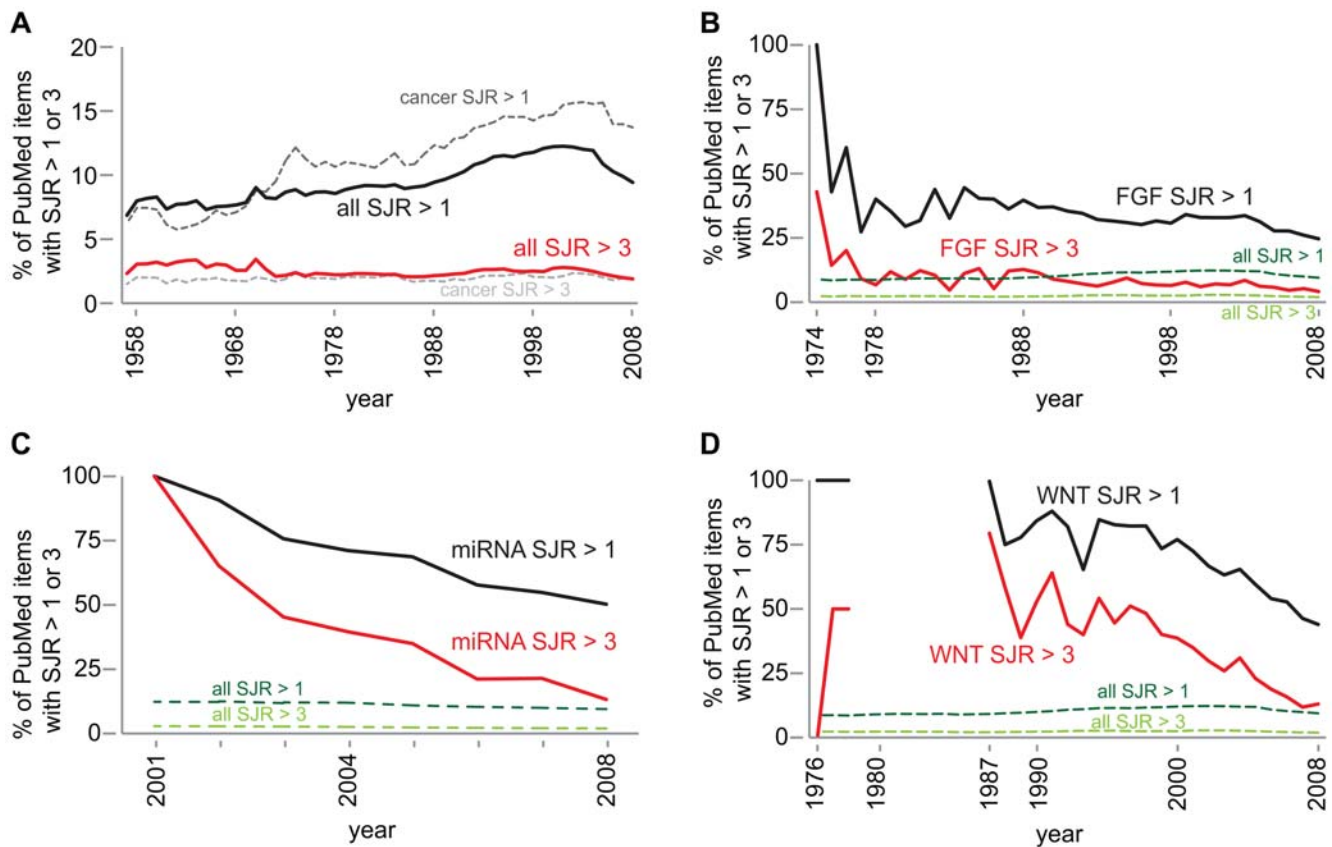 A
% of PubMed items
with SJR > 1 or 3
20
15
10
5
0
cancer SJR > 1
all SJR > 1
all SJR > 3
cancer SJR > 3
1958
1968
1978
1988
1998
2008
year
B
% of PubMed items
with SJR > 1 or 3
100
75
50
25
0
FGF SJR > 1
FGF SJR > 3
all SJR > 1
all SJR > 3
1974
1978
1988
1998
2008
year
C
% of PubMed items
with SJR > 1 or 3
100
75
50
25
0
miRNA SJR > 1
miRNA SJR > 3
all SJR > 1
all SJR > 3
2001
2004
2008
year
D
% of PubMed items
with SJR > 1 or 3
100
75
50
25
0
WNT SJR > 1
WNT SJR > 3
all SJR > 1
all SJR > 3
1976
1980
1987
1990
2000
2008
year